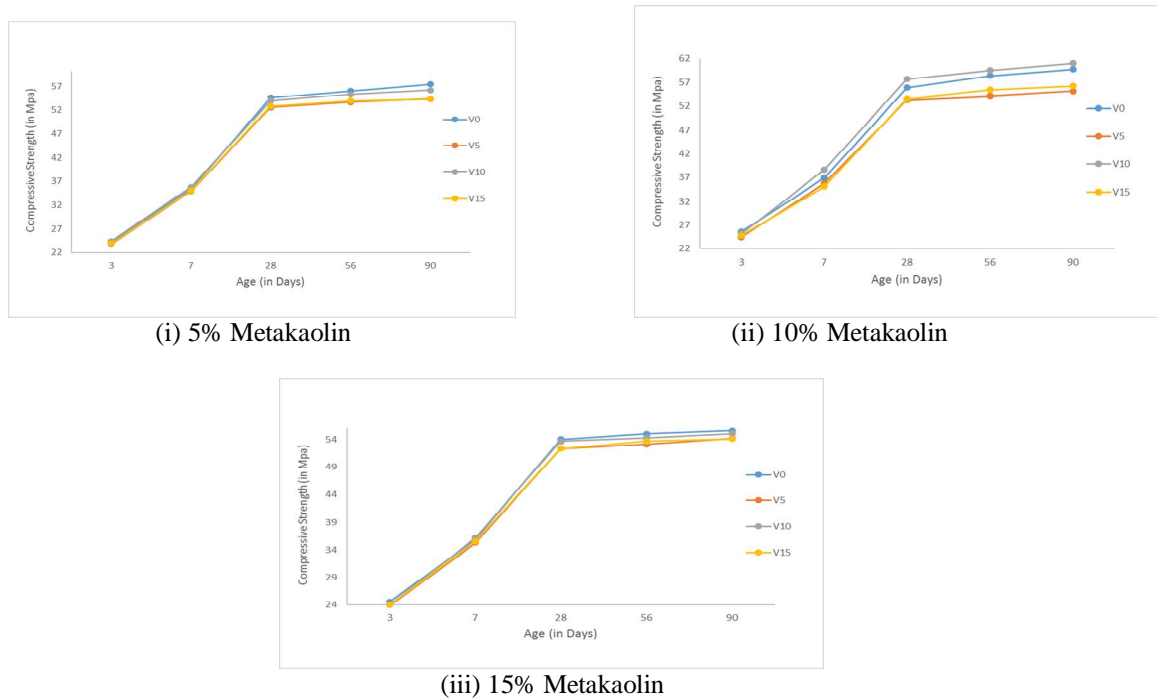 Compressive Strength (in Mpa)
57
52
47
42
37
32
27
22
3 7 28 56 90
Age (in Days)
V0
V5
V10
V15
(i) 5% Metakaolin
Compressive Strength (in Mpa)
62
57
52
47
42
37
32
27
22
3 7 28 56 90
Age (in Days)
V0
V5
V10
V15
(ii) 10% Metakaolin
Compressive Strength (in Mpa)
54
49
44
39
34
29
24
3 7 28 56 90
Age (in Days)
V0
V5
V10
V15
(iii) 15% Metakaolin